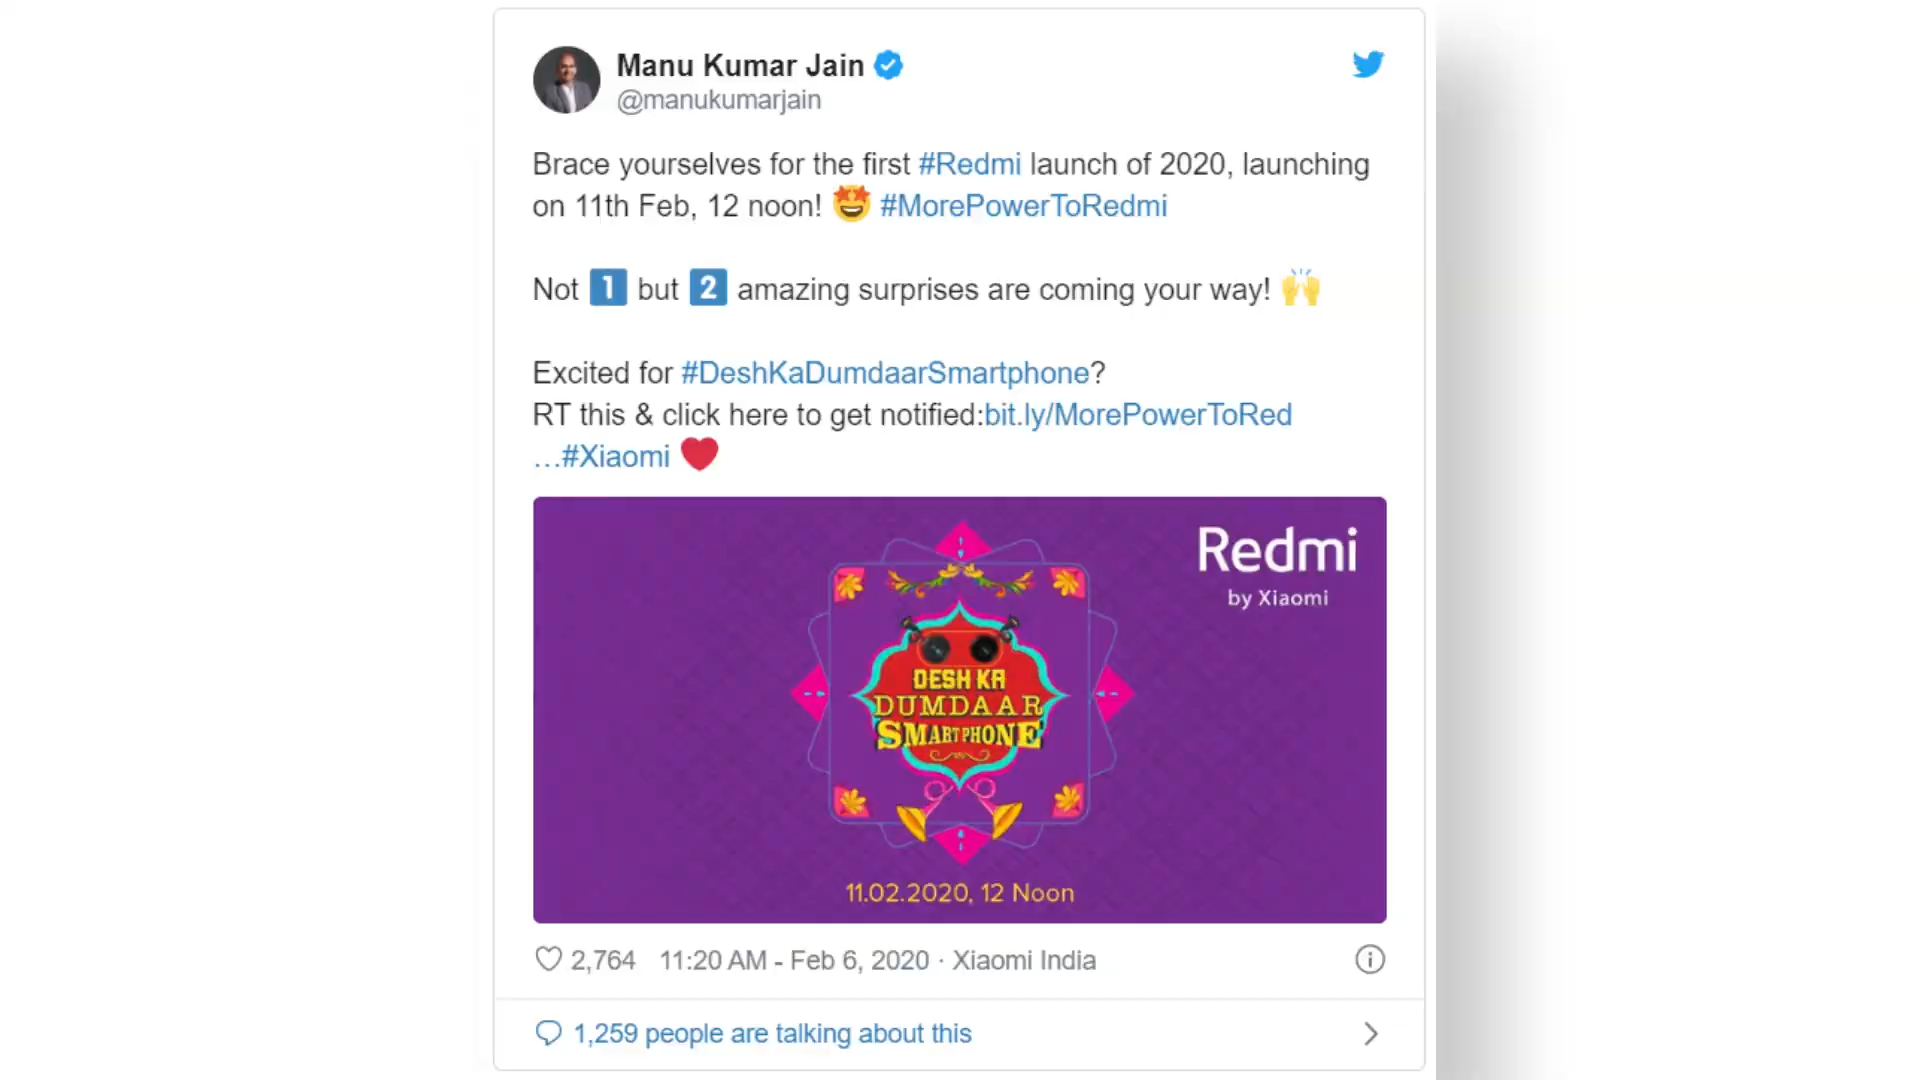 Manu Kumar Jain
@manukumarjain
Brace yourselves for the first #Redmi launch of 2020, launching
on 11th Feb, 12 noon! 🤩 #MorePowerToRedmi
Not 1️⃣ but 2️⃣ amazing surprises are coming your way! 🙌
Excited for #DeshKaDumdaarSmartphone?
RT this & click here to get notified:bit.ly/MorePowerToRed
…#Xiaomi ❤️
Redmi
by Xiaomi
DESH KA
DUMDAAR
SMARTPHONE
11.02.2020, 12 Noon
2,764 11:20 AM - Feb 6, 2020 · Xiaomi India
1,259 people are talking about this